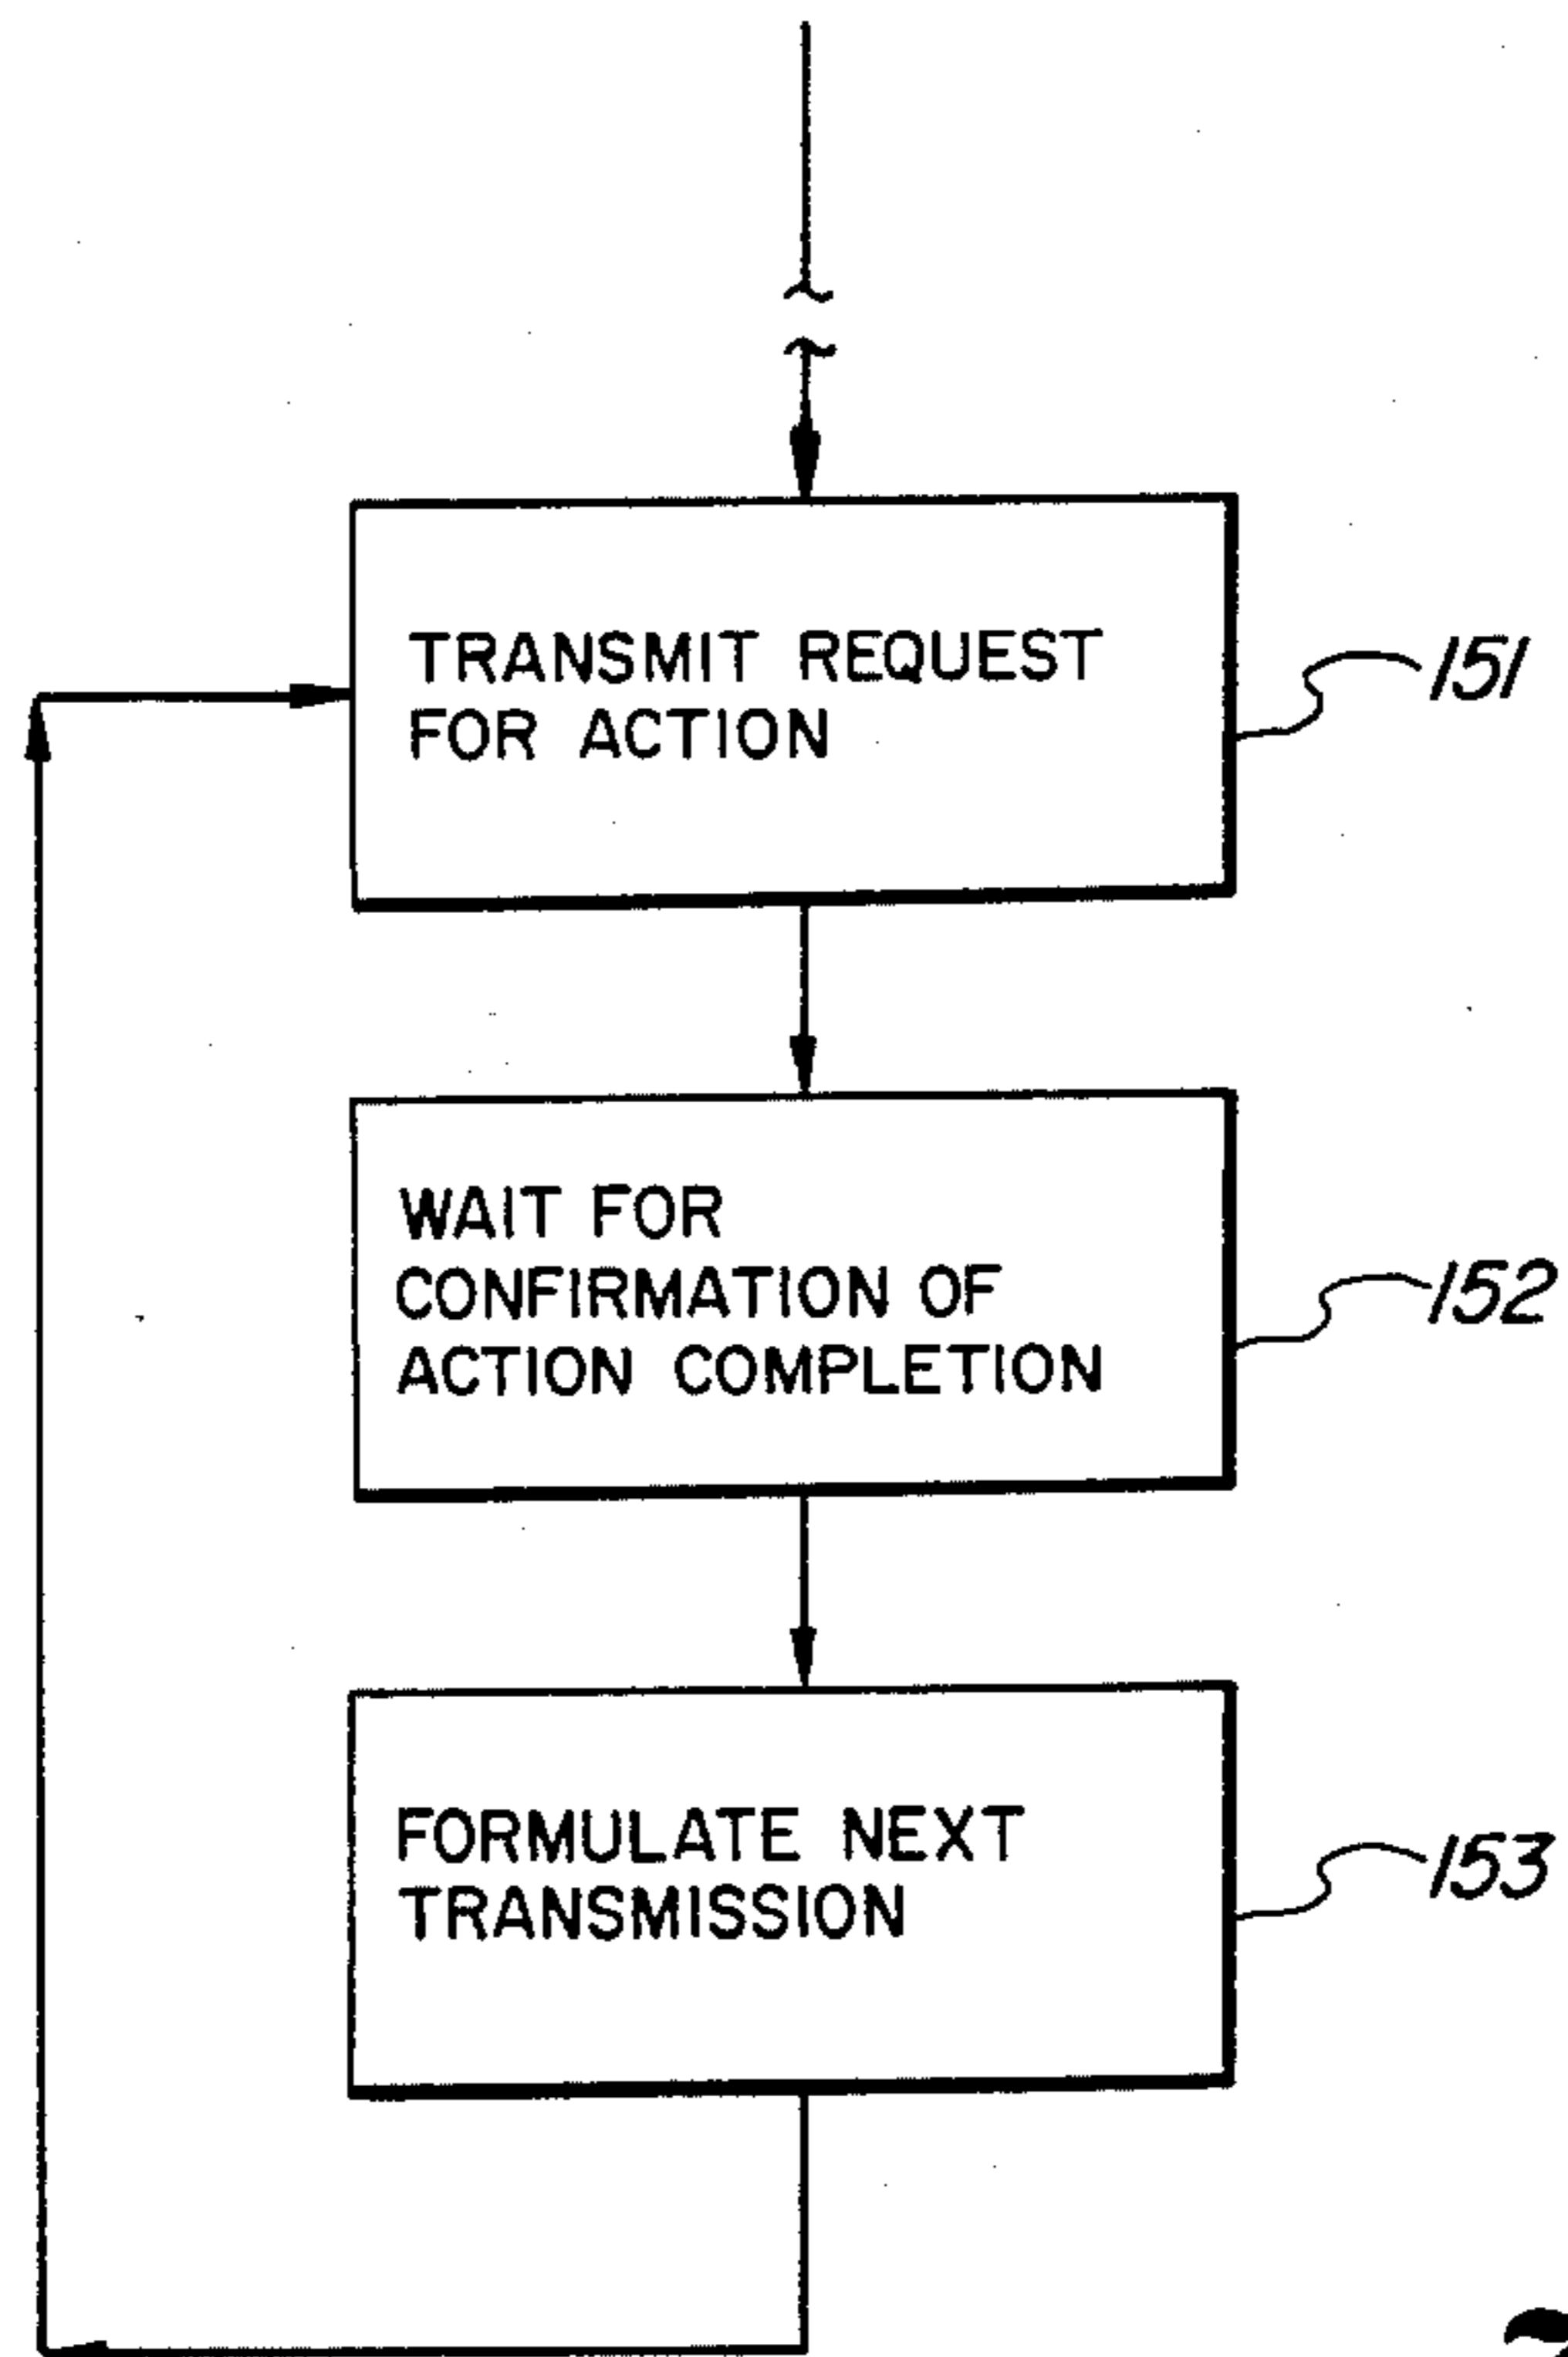 TRANSMIT REQUEST
FOR ACTION
151
WAIT FOR
CONFIRMATION OF
ACTION COMPLETION
152
FORMULATE NEXT
TRANSMISSION
153